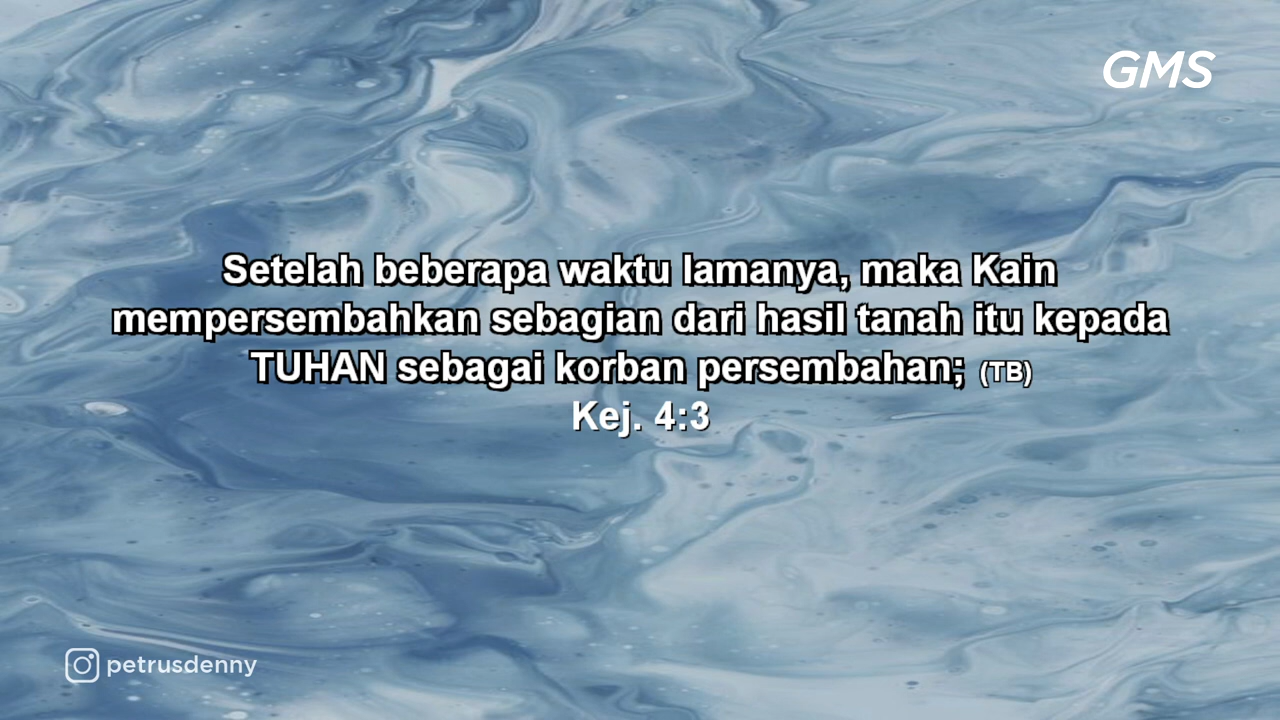 GMS
Setelah beberapa waktu lamanya, maka Kain
mempersembahkan sebagian dari hasil tanah itu kepada
TUHAN sebagai korban persembahan; (TB)
Kej. 4:3
petrusdenny